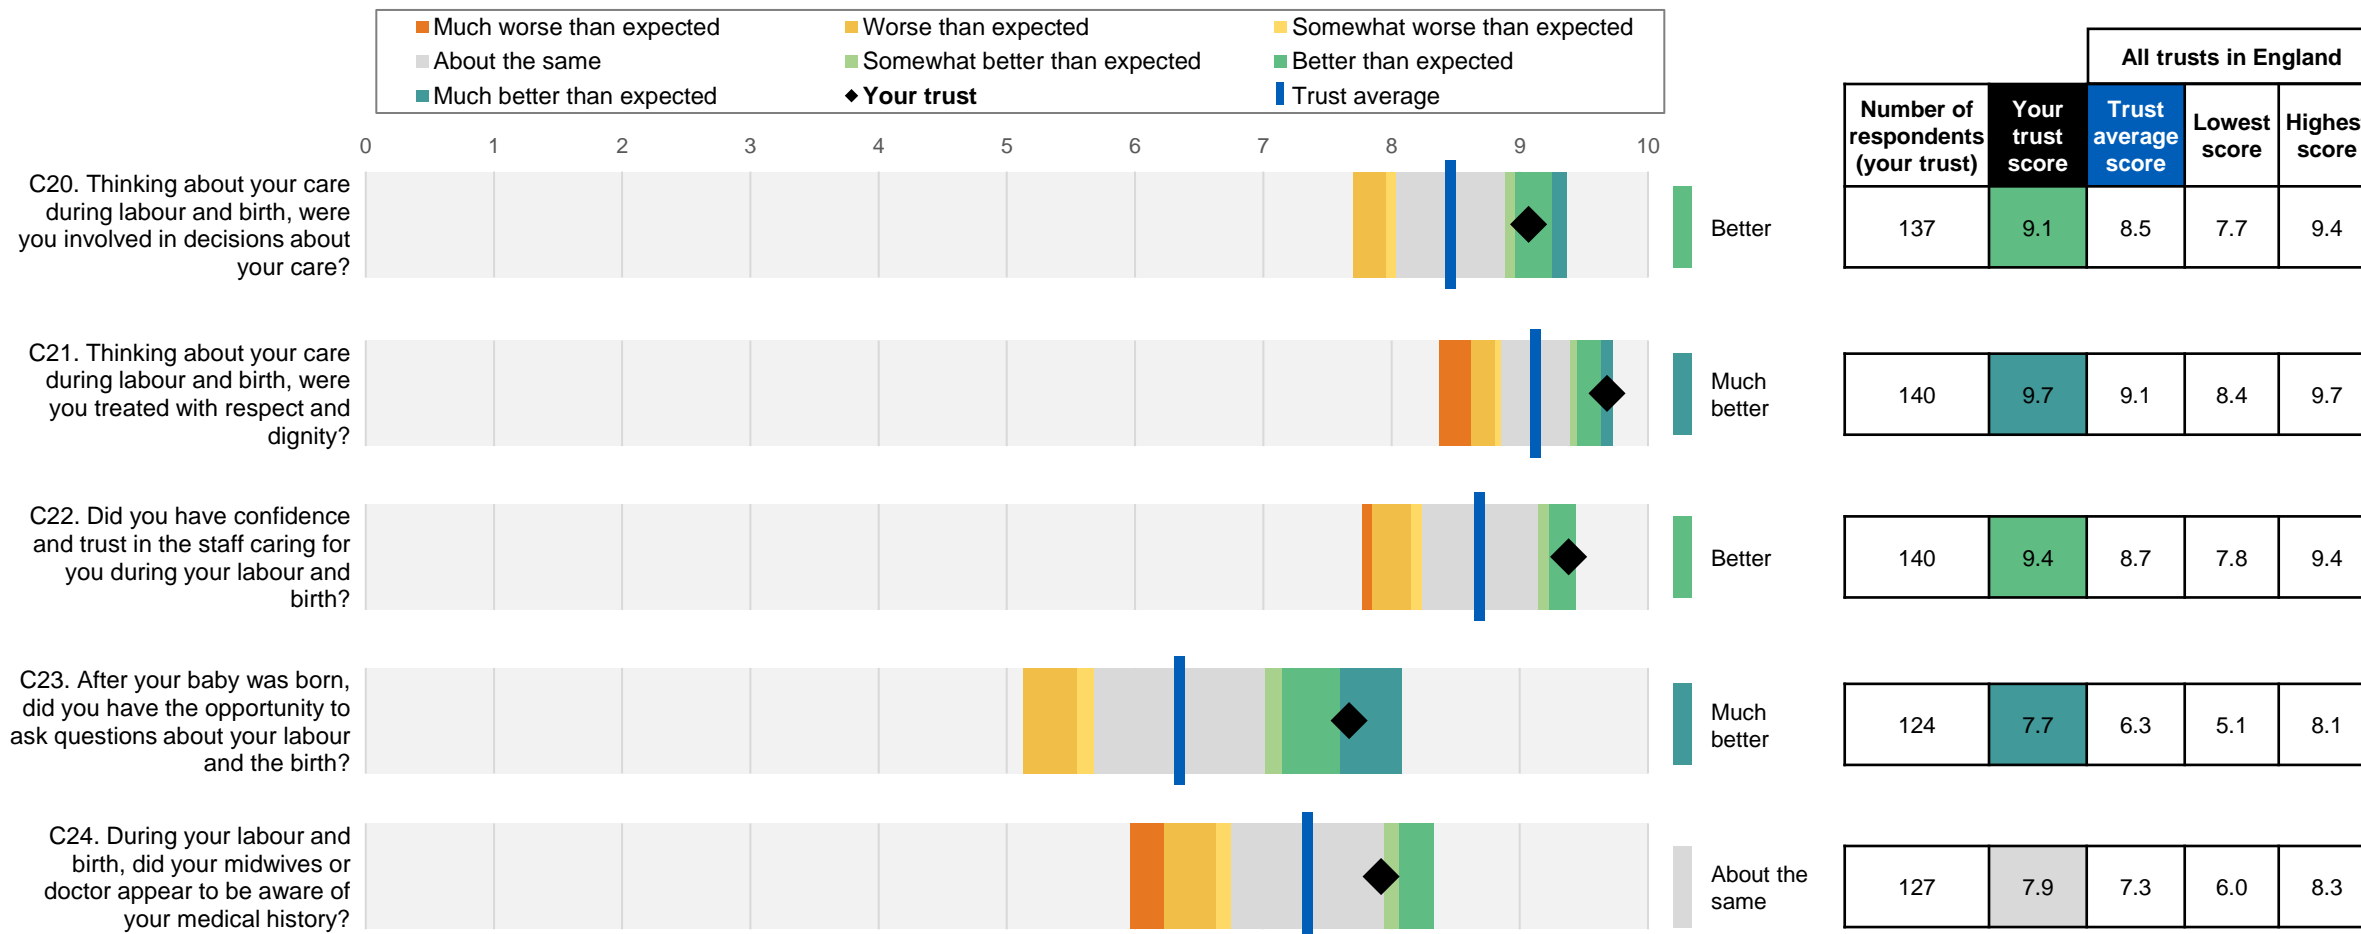 Much worse than expected
Worse than expected
Somewhat worse than expected
About the same
Somewhat better than expected
Better than expected
Much better than expected
Your trust
Trust average
All trusts in England
Number of
respondents
(your trust)
Your
trust
score
Trust
average
score
Lowest
score
Highes
score
0 1 2 3 4 5 6 7 8 9 10
C20. Thinking about your care
during labour and birth, were
you involved in decisions about
your care?
Better
137 9.1 8.5 7.7 9.4
C21. Thinking about your care
during labour and birth, were
you treated with respect and
dignity?
Much
better
140 9.7 9.1 8.4 9.7
C22. Did you have confidence
and trust in the staff caring for
you during your labour and
birth?
Better
140 9.4 8.7 7.8 9.4
C23. After your baby was born,
did you have the opportunity to
ask questions about your labour
and the birth?
Much
better
124 7.7 6.3 5.1 8.1
C24. During your labour and
birth, did your midwives or
doctor appear to be aware of
your medical history?
About the
same
127 7.9 7.3 6.0 8.3